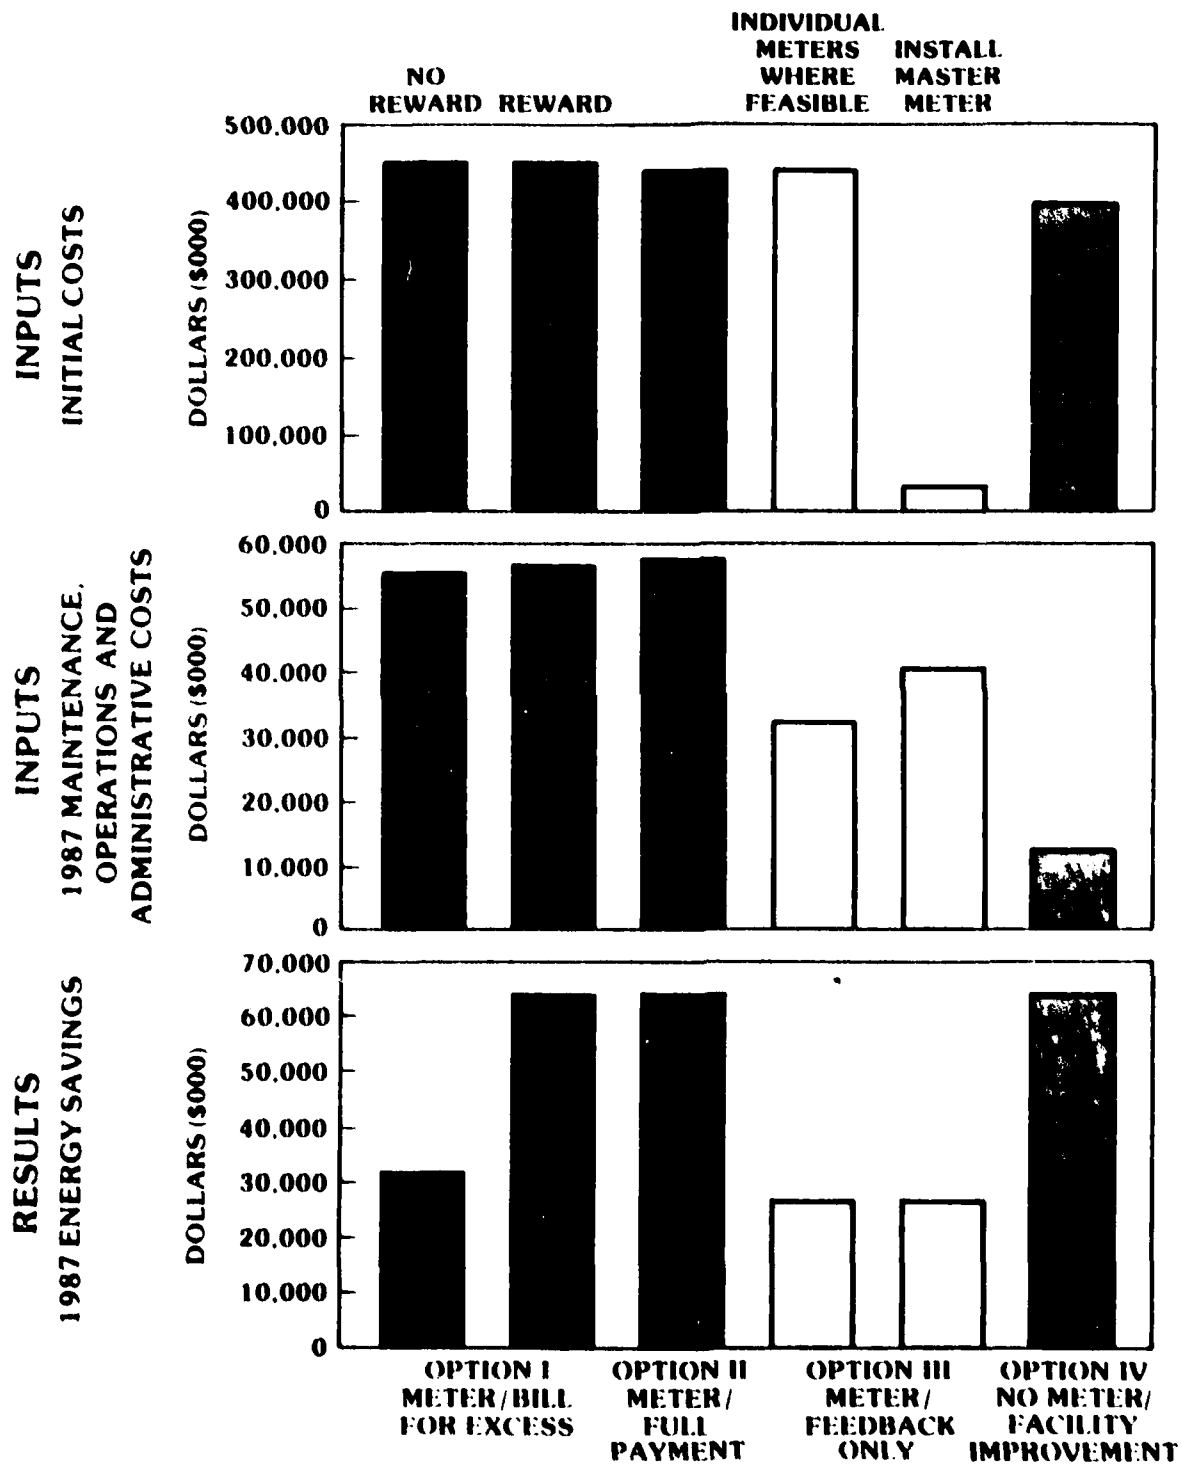 INDIVIDUAL
METERS
WHERE
FEASIBLE
INSTALL
MASTER
METER
NO
REWARD
REWARD
INPUTS
INITIAL COSTS
DOLLARS ($000)
500,000
400,000
300,000
200,000
100,000
0
INPUTS
1987 MAINTENANCE,
OPERATIONS AND
ADMINISTRATIVE COSTS
DOLLARS ($000)
60,000
50,000
40,000
30,000
20,000
10,000
0
RESULTS
1987 ENERGY SAVINGS
DOLLARS ($000)
70,000
60,000
50,000
40,000
30,000
20,000
10,000
0
OPTION I
METER/BILL
FOR EXCESS
OPTION II
METER/
FULL
PAYMENT
OPTION III
METER/
FEEDBACK
ONLY
OPTION IV
NO METER/
FACILITY
IMPROVEMENT